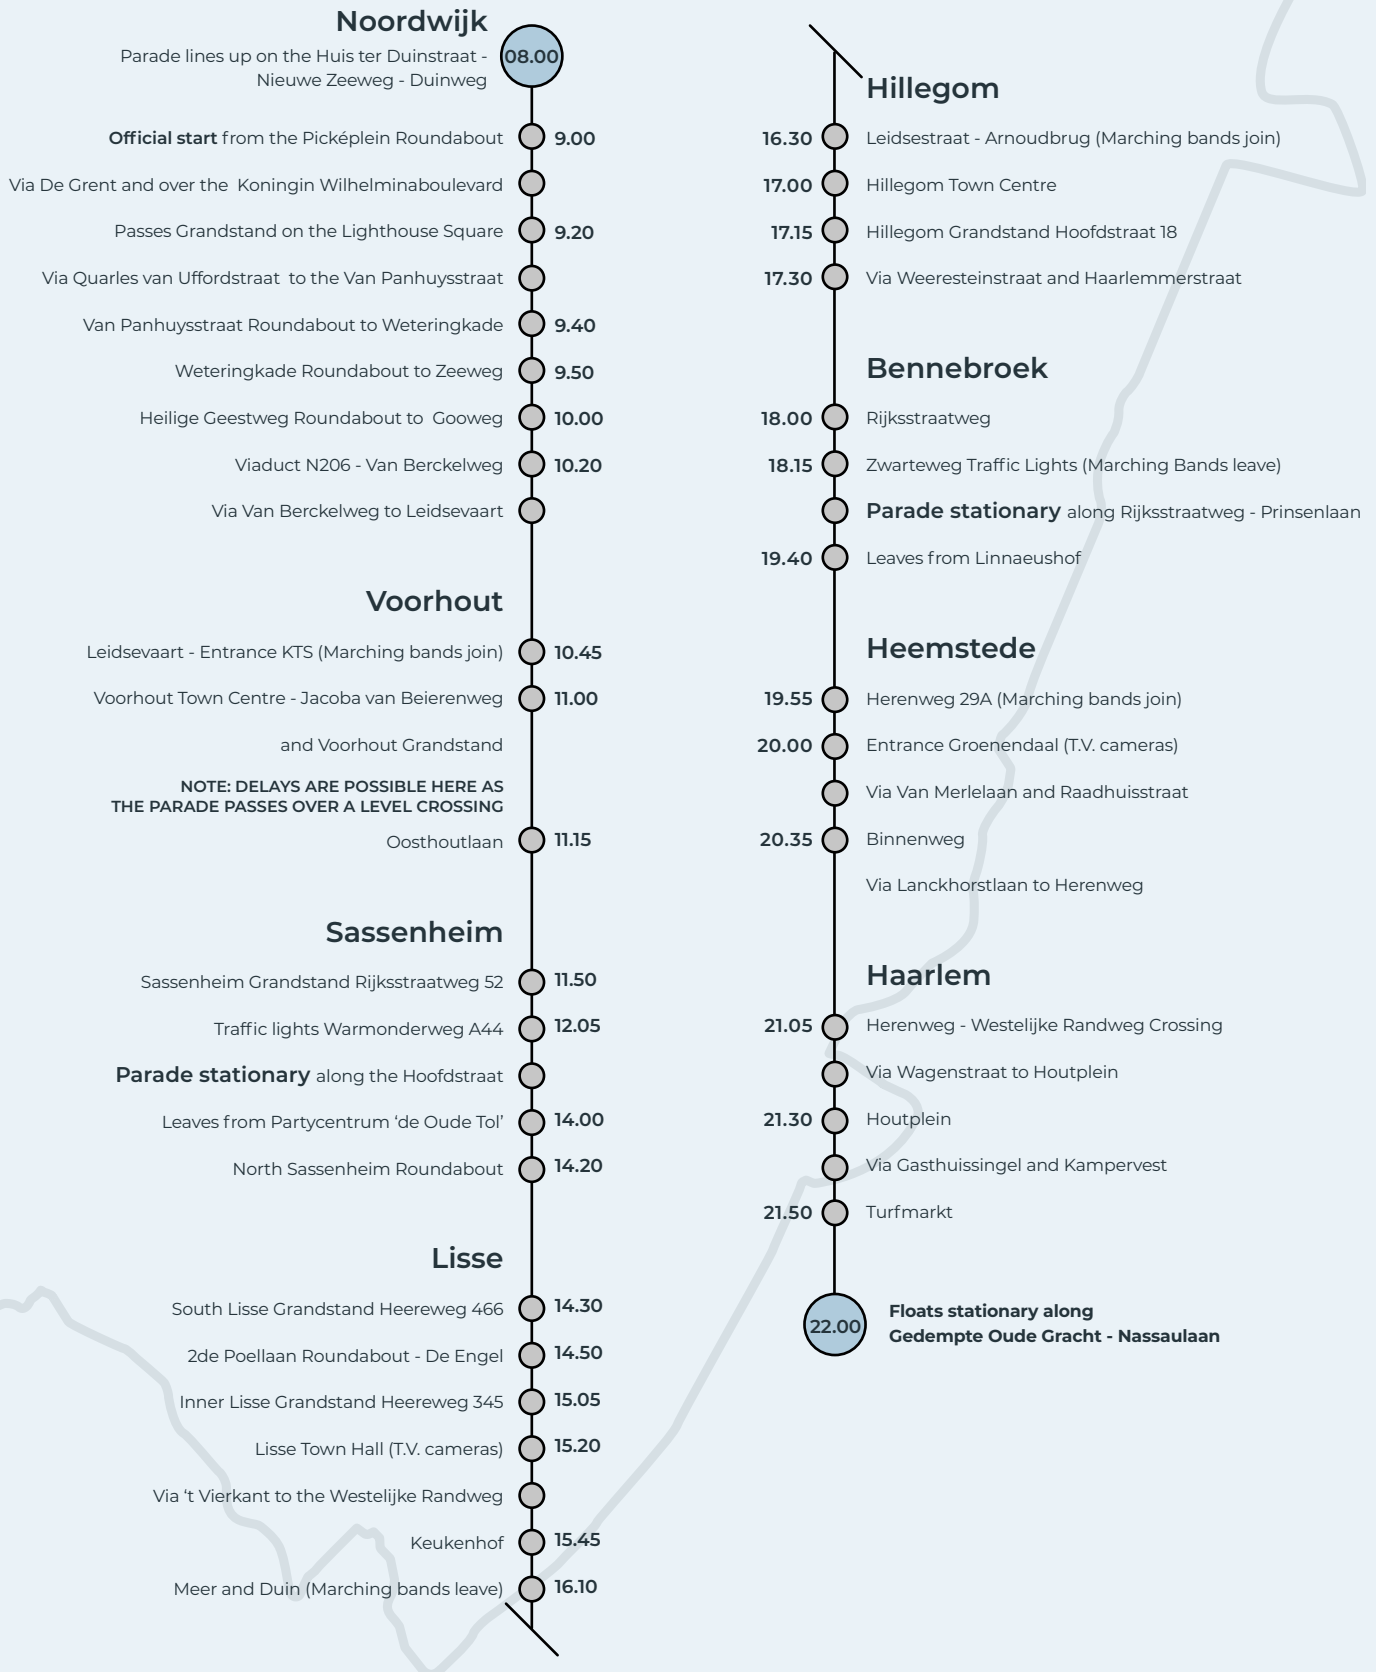 Noordwijk
Parade lines up on the Huis ter Duinstraat -
Nieuwe Zeeweg - Duinweg
08.00
Official start from the Picképlein Roundabout 9.00
Via De Grent and over the Koningin Wilhelminaboulevard
Passes Grandstand on the Lighthouse Square 9.20
Via Quarles van Uffordstraat to the Van Panhuysstraat
Van Panhuysstraat Roundabout to Weteringkade 9.40
Weteringkade Roundabout to Zeeweg 9.50
Heilige Geestweg Roundabout to Gooweg 10.00
Viaduct N206 - Van Berckelweg 10.20
Via Van Berckelweg to Leidsevaart
Voorhout
Leidsevaart - Entrance KTS (Marching bands join) 10.45
Voorhout Town Centre - Jacoba van Beierenweg 11.00
and Voorhout Grandstand
NOTE: DELAYS ARE POSSIBLE HERE AS
THE PARADE PASSES OVER A LEVEL CROSSING
Oosthoutlaan 11.15
Sassenheim
Sassenheim Grandstand Rijksstraatweg 52 11.50
Traffic lights Warmonderweg A44 12.05
Parade stationary along the Hoofdstraat
Leaves from Partycentrum ‘de Oude Tol’ 14.00
North Sassenheim Roundabout 14.20
Lisse
South Lisse Grandstand Heereweg 466 14.30
2de Poellaan Roundabout - De Engel 14.50
Inner Lisse Grandstand Heereweg 345 15.05
Lisse Town Hall (T.V. cameras) 15.20
Via ‘t Vierkant to the Westelijke Randweg
Keukenhof 15.45
Meer and Duin (Marching bands leave) 16.10
Hillegom
16.30 Leidsestraat - Arnoudbrug (Marching bands join)
17.00 Hillegom Town Centre
17.15 Hillegom Grandstand Hoofdstraat 18
17.30 Via Weeresteinstraat and Haarlemmerstraat
Bennebroek
18.00 Rijksstraatweg
18.15 Zwarteweg Traffic Lights (Marching Bands leave)
Parade stationary along Rijksstraatweg - Prinsenlaan
19.40 Leaves from Linnaeushof
Heemstede
19.55 Herenweg 29A (Marching bands join)
20.00 Entrance Groenendaal (T.V. cameras)
Via Van Merlelaan and Raadhuisstraat
20.35 Binnenweg
Via Lanckhorstlaan to Herenweg
Haarlem
21.05 Herenweg - Westelijke Randweg Crossing
Via Wagenstraat to Houtplein
21.30 Houtplein
Via Gasthuissingel and Kampervest
21.50 Turfmarkt
22.00
Floats stationary along
Gedempte Oude Gracht - Nassaulaan